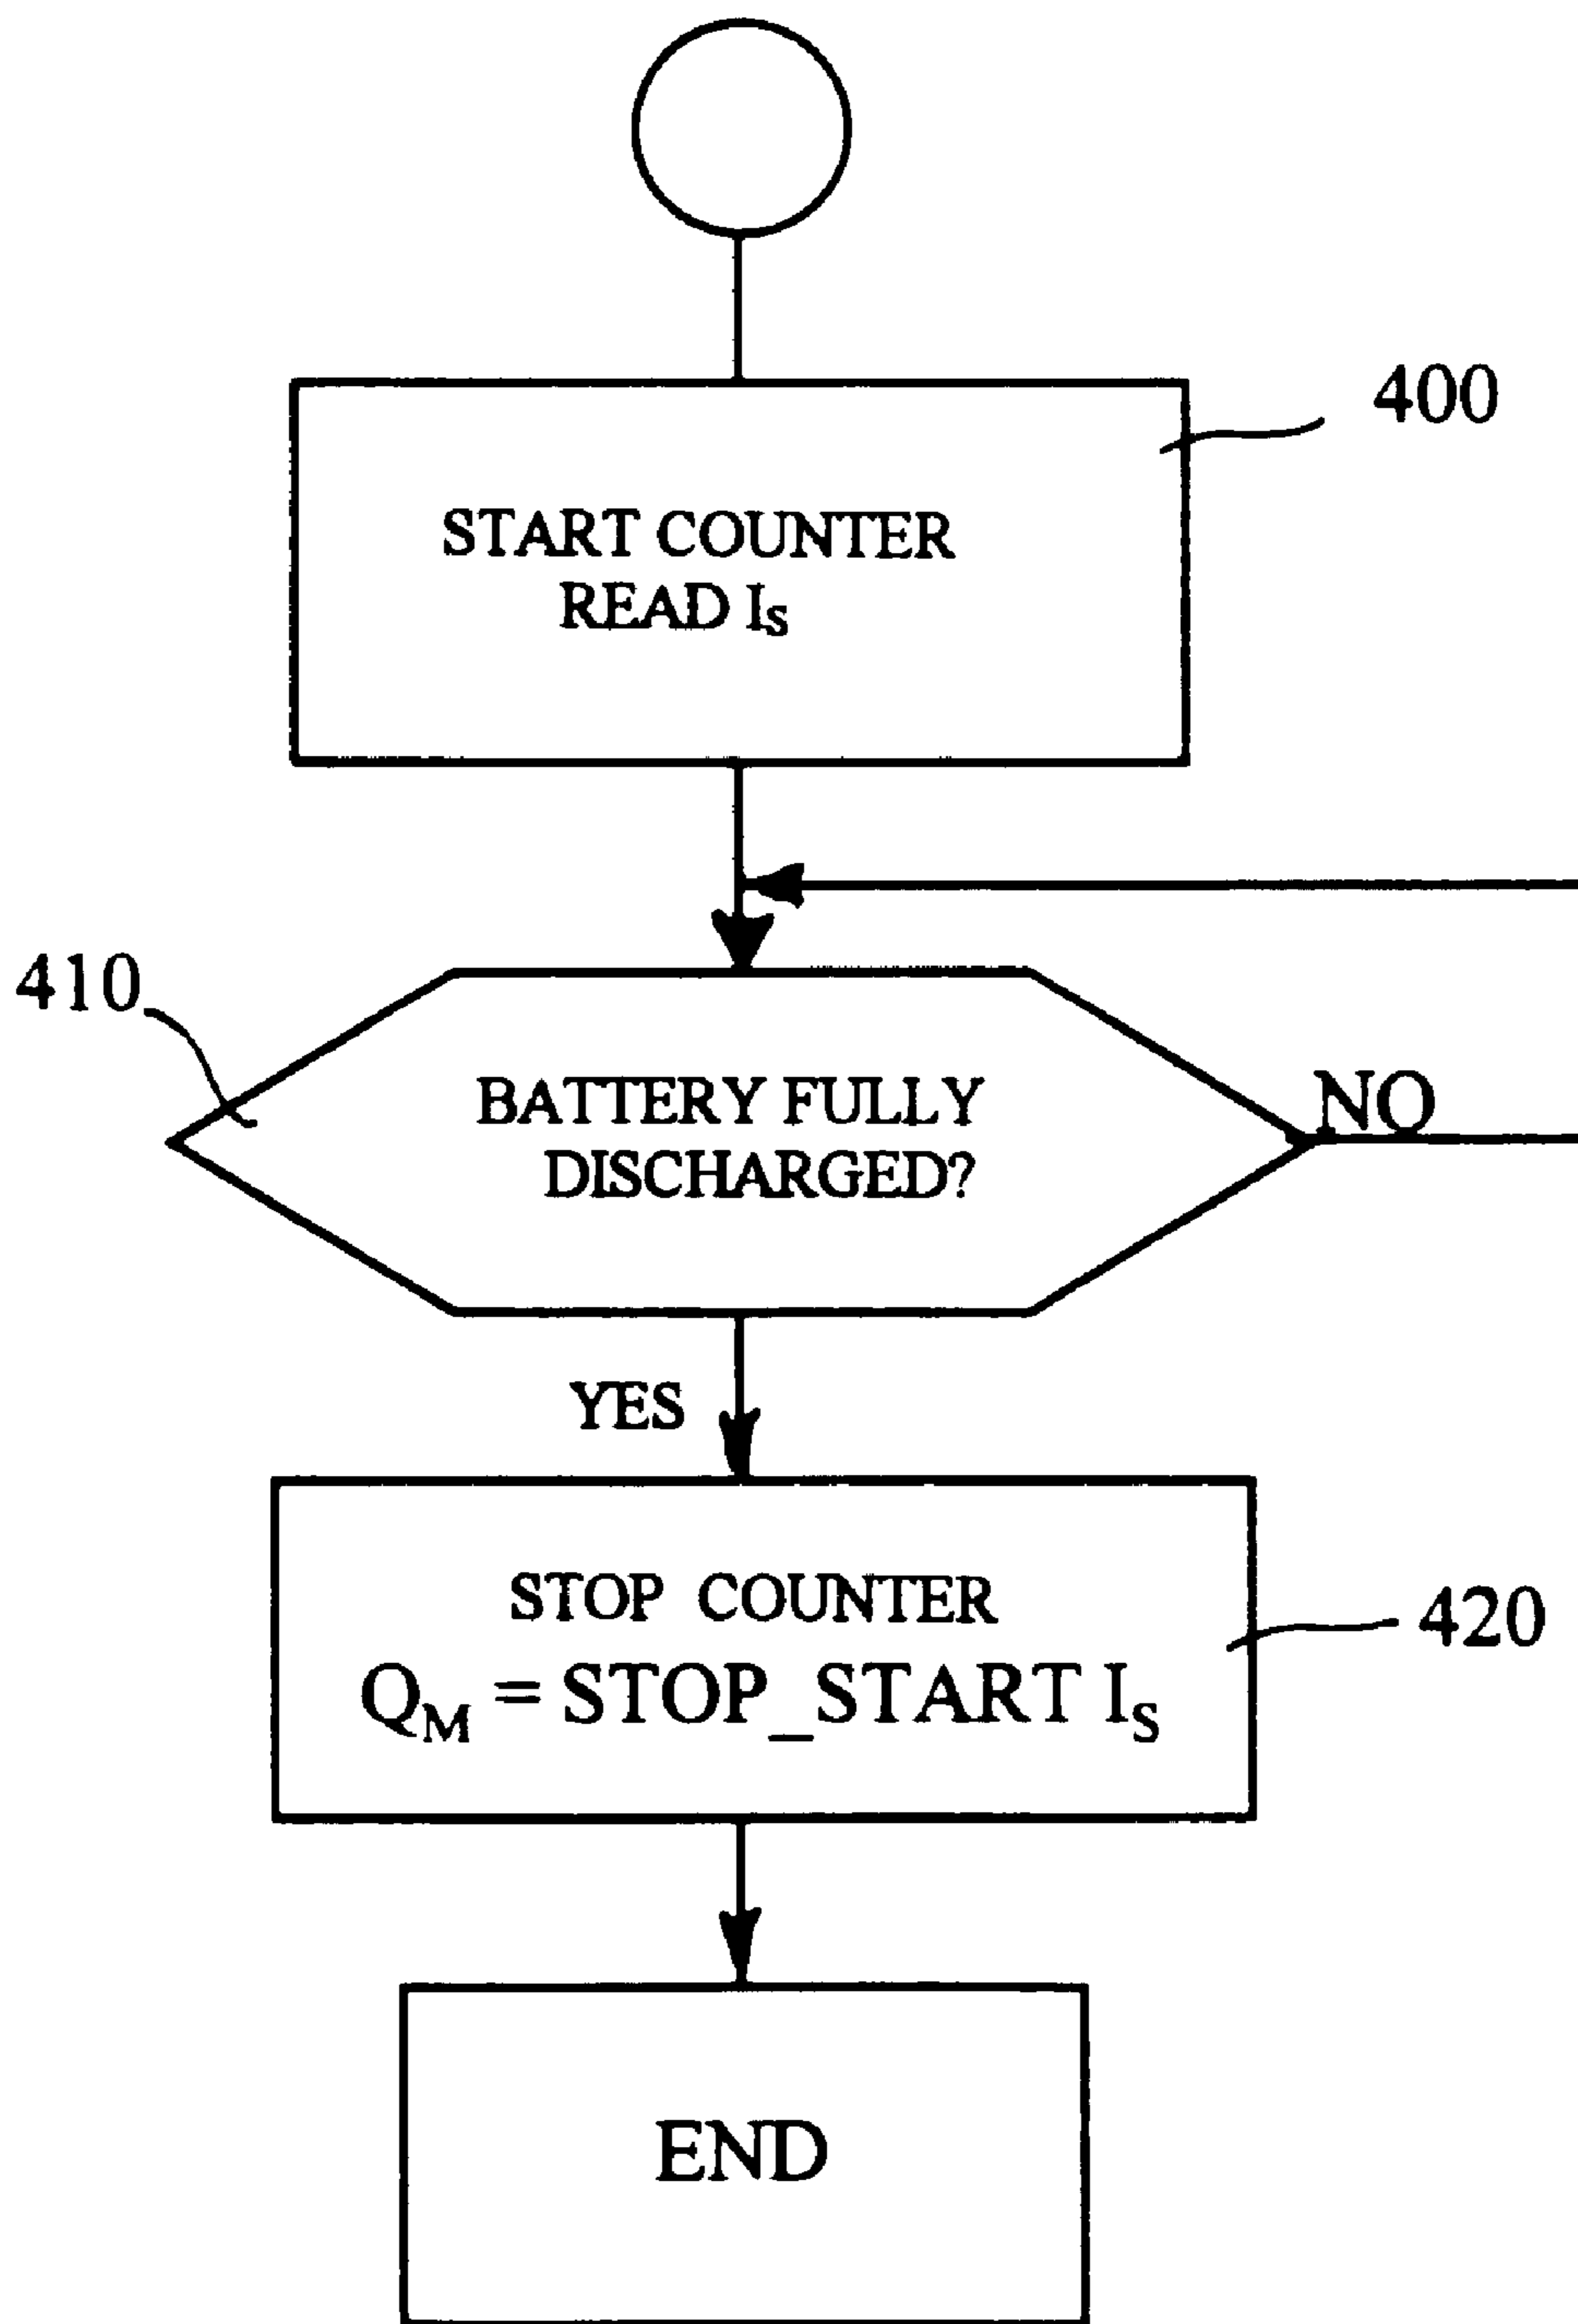 400
START COUNTER
READ IS
410
BATTERY FULLY
DISCHARGED?
NO
YES
STOP COUNTER
QM = STOP_START IS
420
END